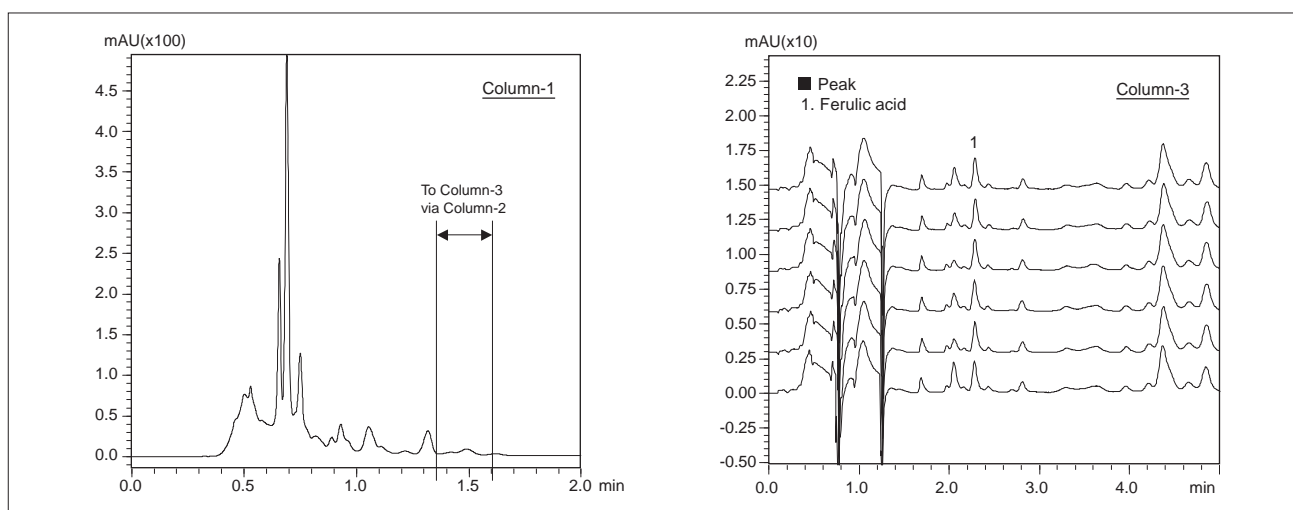 mAU(x100)
Column-1
4.5
4.0
3.5
3.0
2.5
2.0
1.5
1.0
0.5
0.0
To Column-3
via Column-2
0.0 0.5 1.0 1.5 2.0 min
mAU(x10)
■ Peak
1. Ferulic acid
Column-3
1
2.25
2.00
1.75
1.50
1.25
1.00
0.75
0.50
0.25
0.00
-0.25
-0.50
0.0 1.0 2.0 3.0 4.0 min